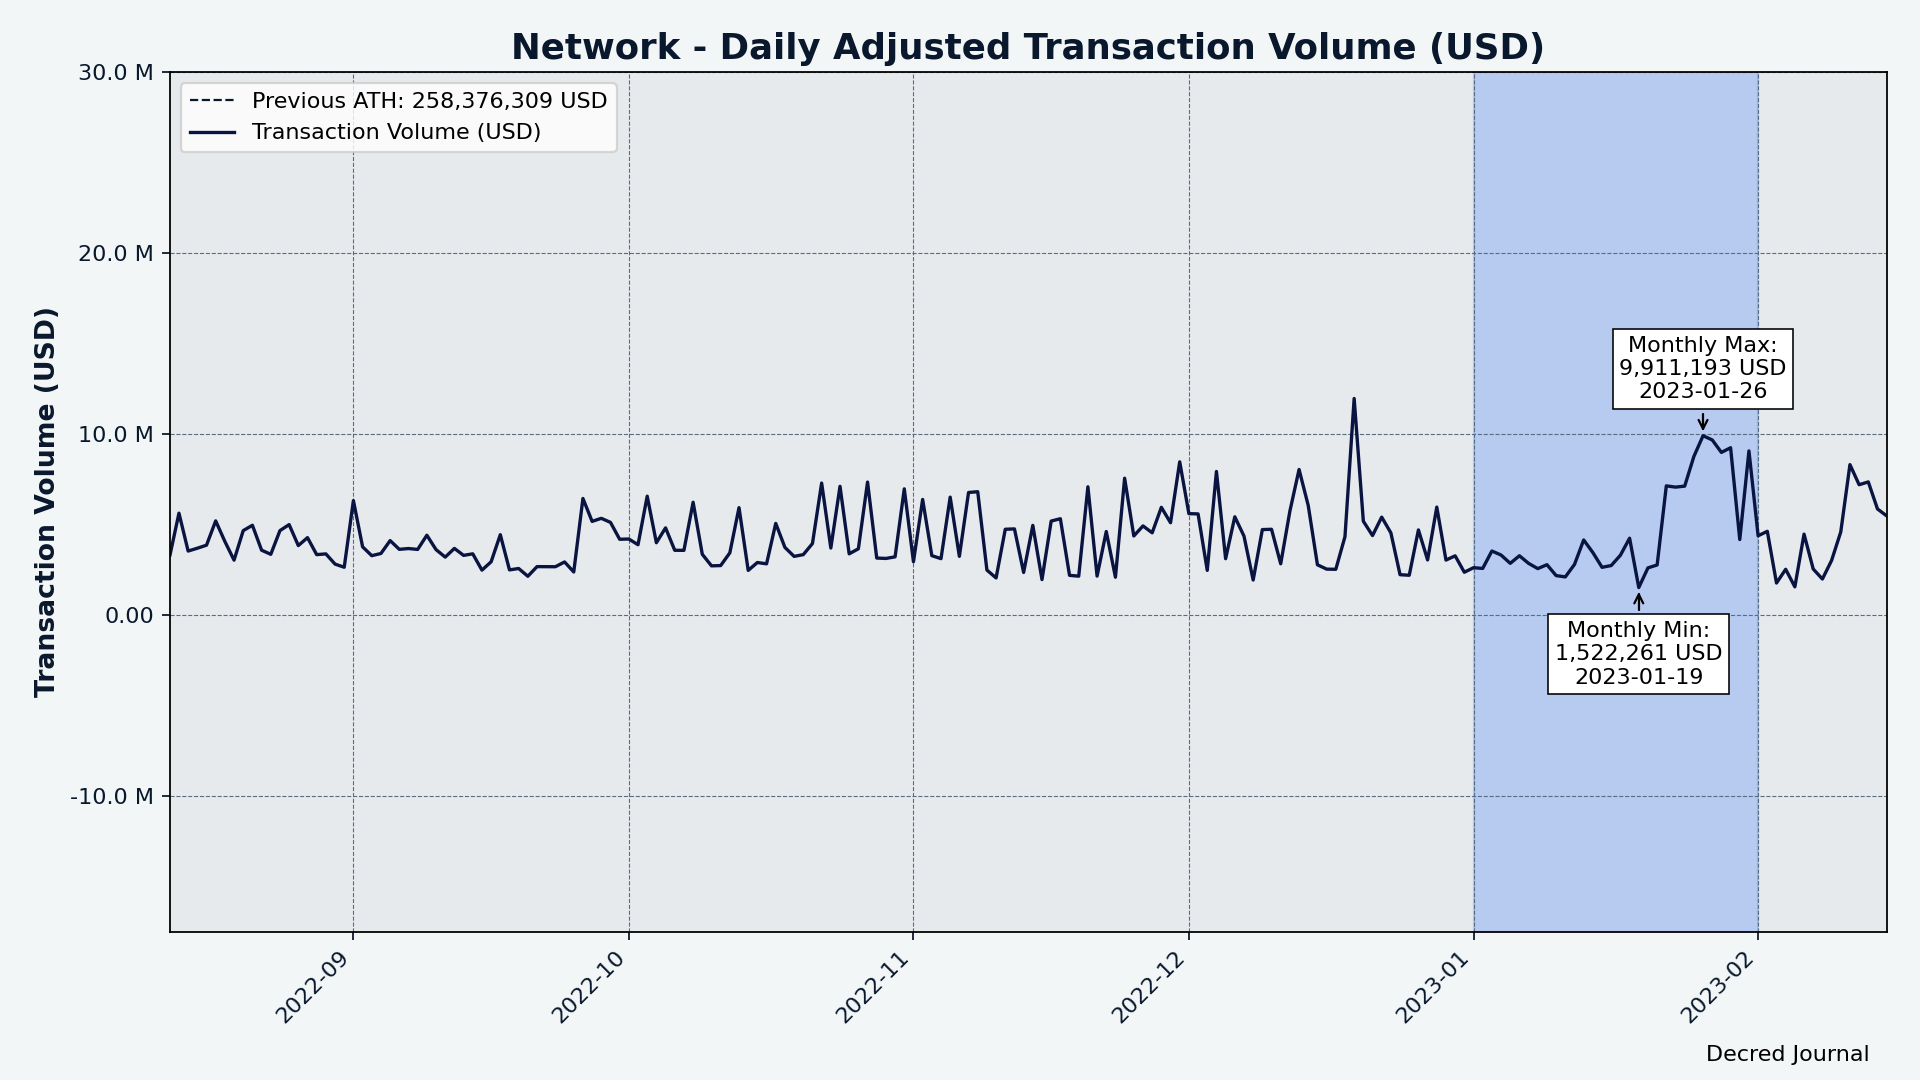 Network - Daily Adjusted Transaction Volume (USD)
Previous ATH: 258,376,309 USD
Transaction Volume (USD)
Transaction Volume (USD)
30.0 M
20.0 M
10.0 M
0.00
-10.0 M
Monthly Max:
9,911,193 USD
2023-01-26
Monthly Min:
1,522,261 USD
2023-01-19
2022-09
2022-10
2022-11
2022-12
2023-01
2023-02
Decred Journal